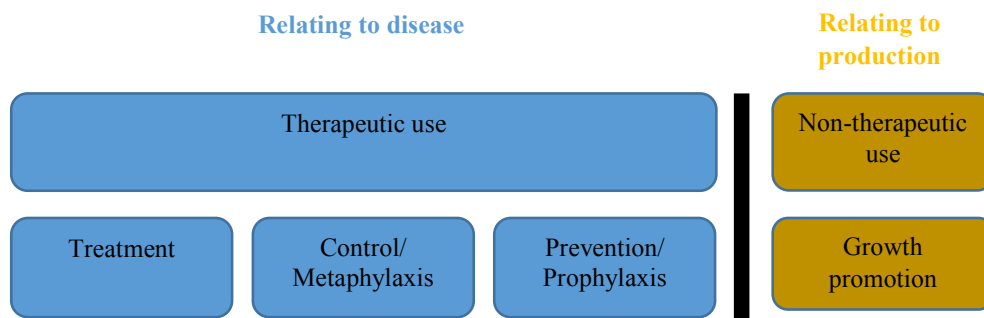 Relating to disease
Relating to
production
Therapeutic use
Non-therapeutic
use
Treatment
Control/
Metaphylaxis
Prevention/
Prophylaxis
Growth
promotion